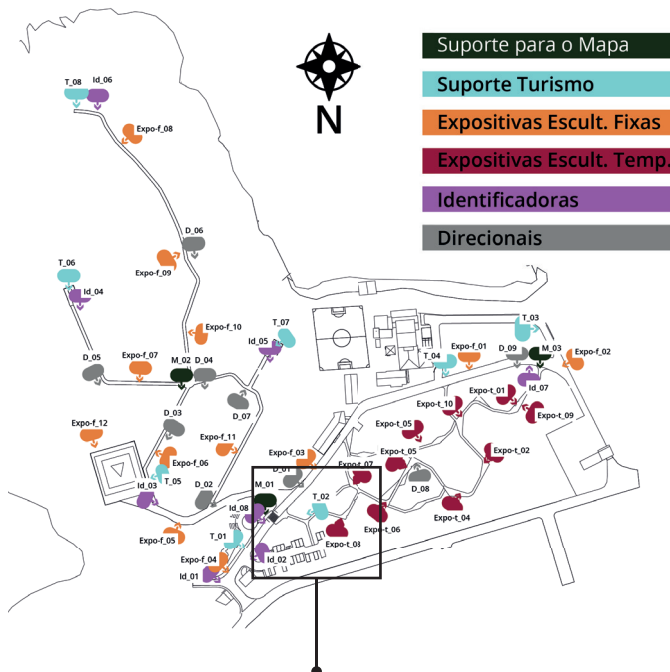 Suporte para o Mapa
Suporte Turismo
Expositivas Escult. Fixas
Expositivas Escult. Temp.
Identificadoras
Direcionais
N
T_08
Id_06
Expo-f_08
D_06
Expo-f_09
T_06
Id_04
Expo-f_10
T_07
Id_05
T_03
D_05
Expo-f_07
M_02
D_04
T_04
Expo-f_01
D_09
M_03
Expo-f_02
Id_07
D_07
Expo-t_01
Expo-t_10
Expo-t_09
D_03
Expo-f_12
Expo-t_05
Expo-f_11
Expo-t_02
Expo-f_03
Expo-t_05
Expo-f_06
Expo-t_07
D_01
T_05
D_08
Id_03
D_02
M_01
T_02
Id_08
Expo-t_04
Expo-t_06
Expo-f_05
T_01
Expo-t_08
Expo-f_04
Id_02
Id_01